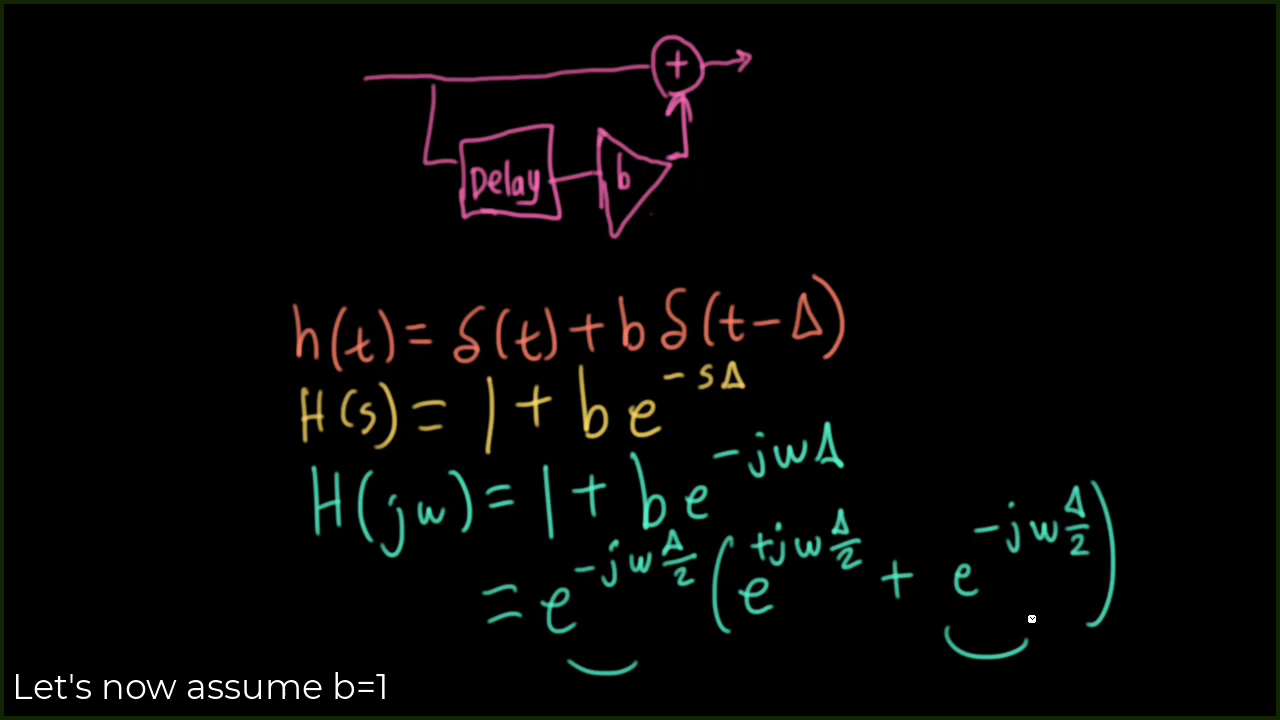 +
Delay b
h(t) = δ(t) + b δ(t − Δ)
H(s) = 1 + b e^{-sΔ}
H(jw) = 1 + b e^{-jwΔ}
= e^{-jw Δ/2} ( e^{+jw Δ/2} + e^{-jw Δ/2} )
Let's now assume b=1